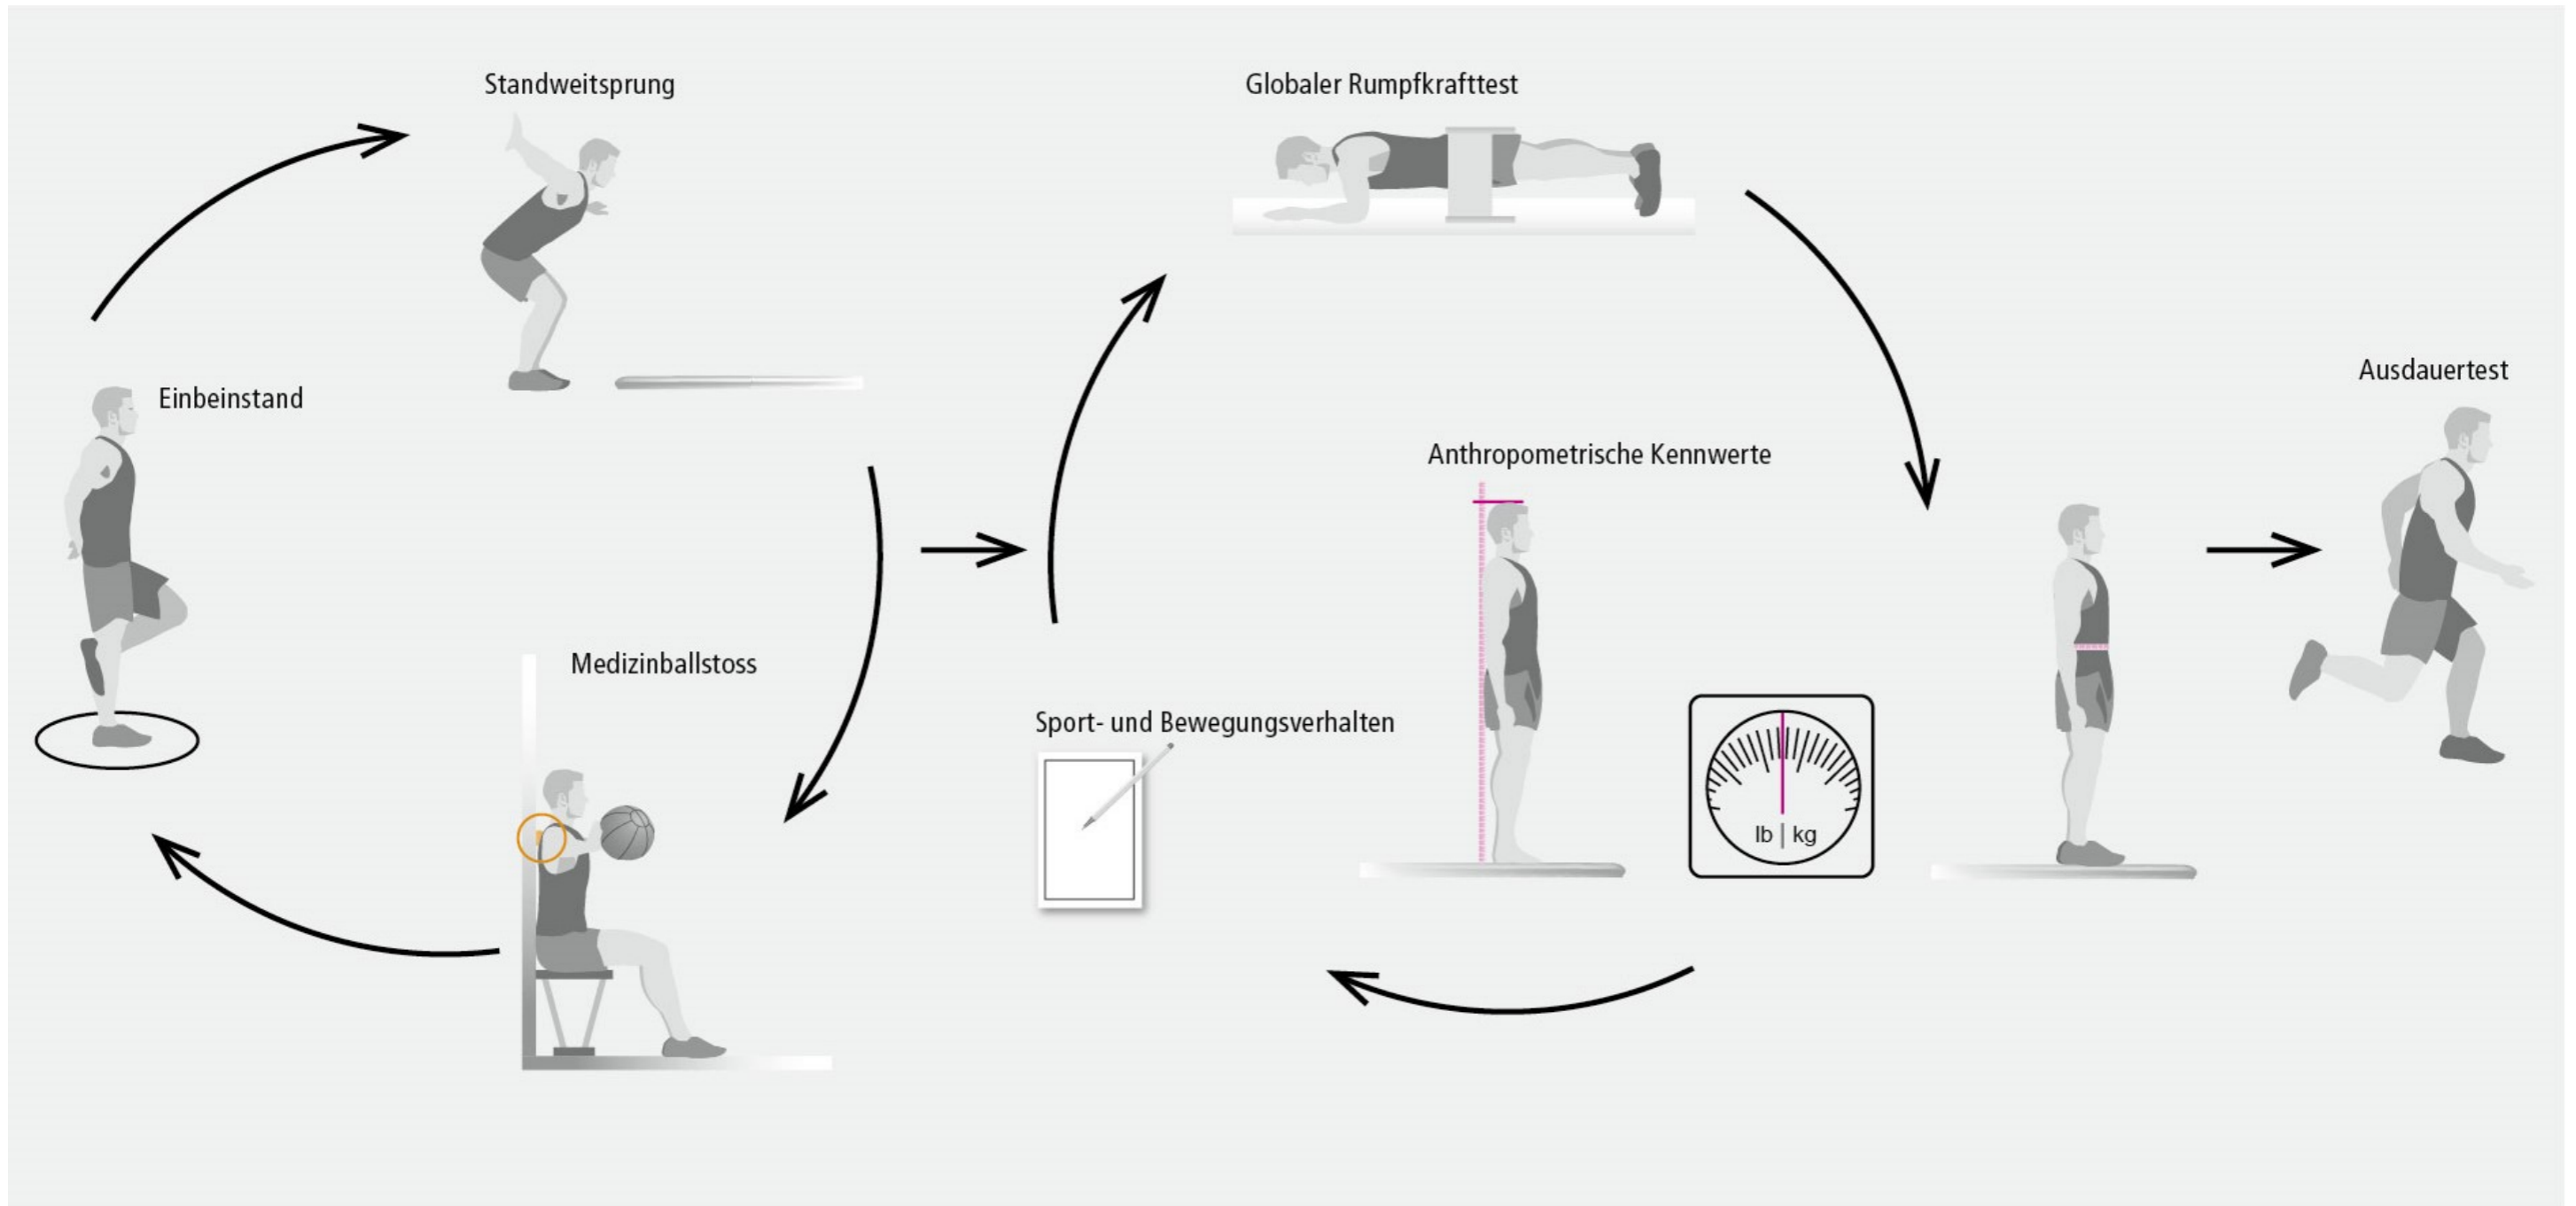 Standweitsprung
Globaler Rumpfkrafttest
Einbeinstand
Ausdauertest
Anthropometrische Kennwerte
Medizinballstoss
Sport- und Bewegungsverhalten
lb | kg